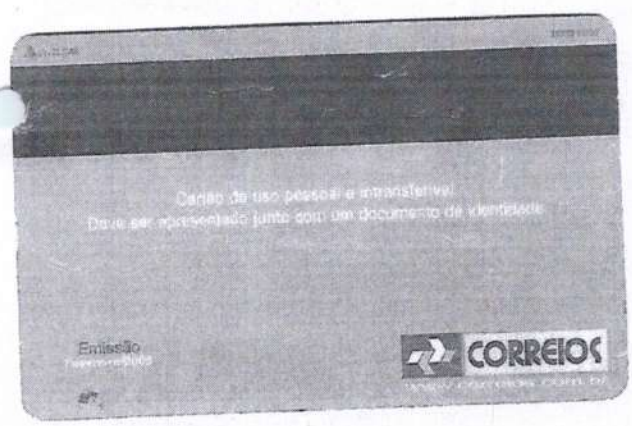 Cartão de uso pessoal e intransferível
Deve ser apresentado junto com um documento de identidade
Emissão
CORREIOS
www.correios.com.br